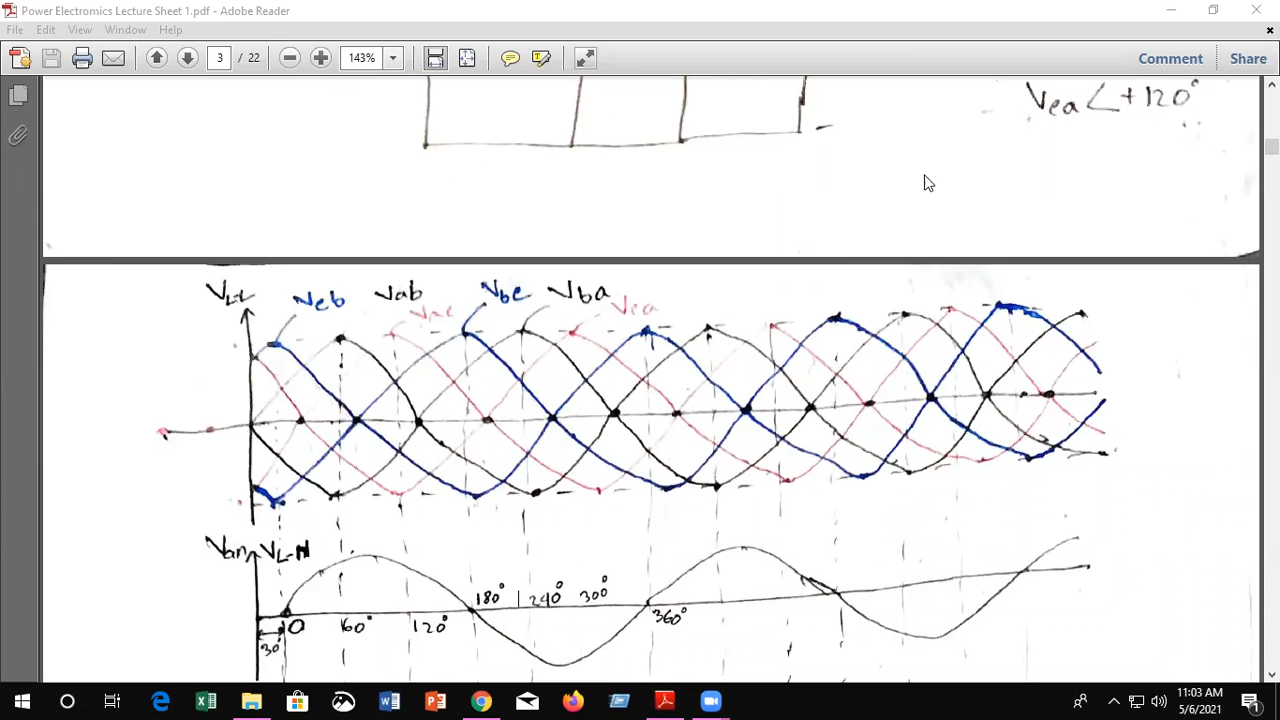 Power Electronics Lecture Sheet 1.pdf - Adobe Reader
File Edit View Window Help
3 / 22 143% Comment Share
Vca∠+120°
VL-L Vcb Vab Vac Vbc Vba Vca
Van VL-N
180° 240° 300°
0 60° 120° 360°
30°
11:03 AM
5/6/2021